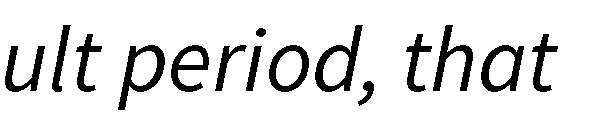 ult period, that